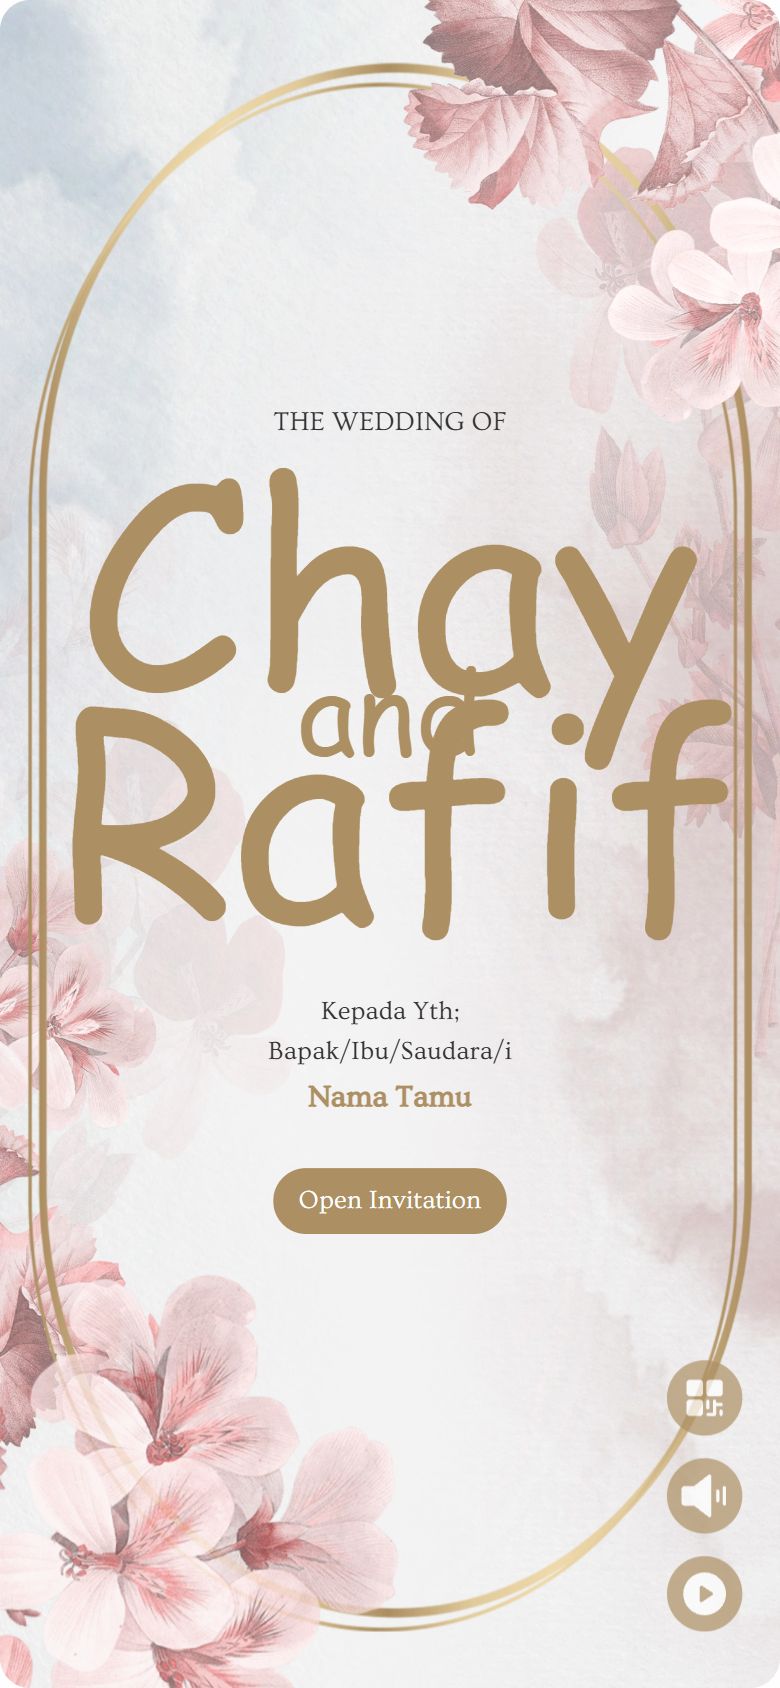 THE WEDDING OF
Chay
and
Rafif
Kepada Yth;
Bapak/Ibu/Saudara/i
Nama Tamu
Open Invitation